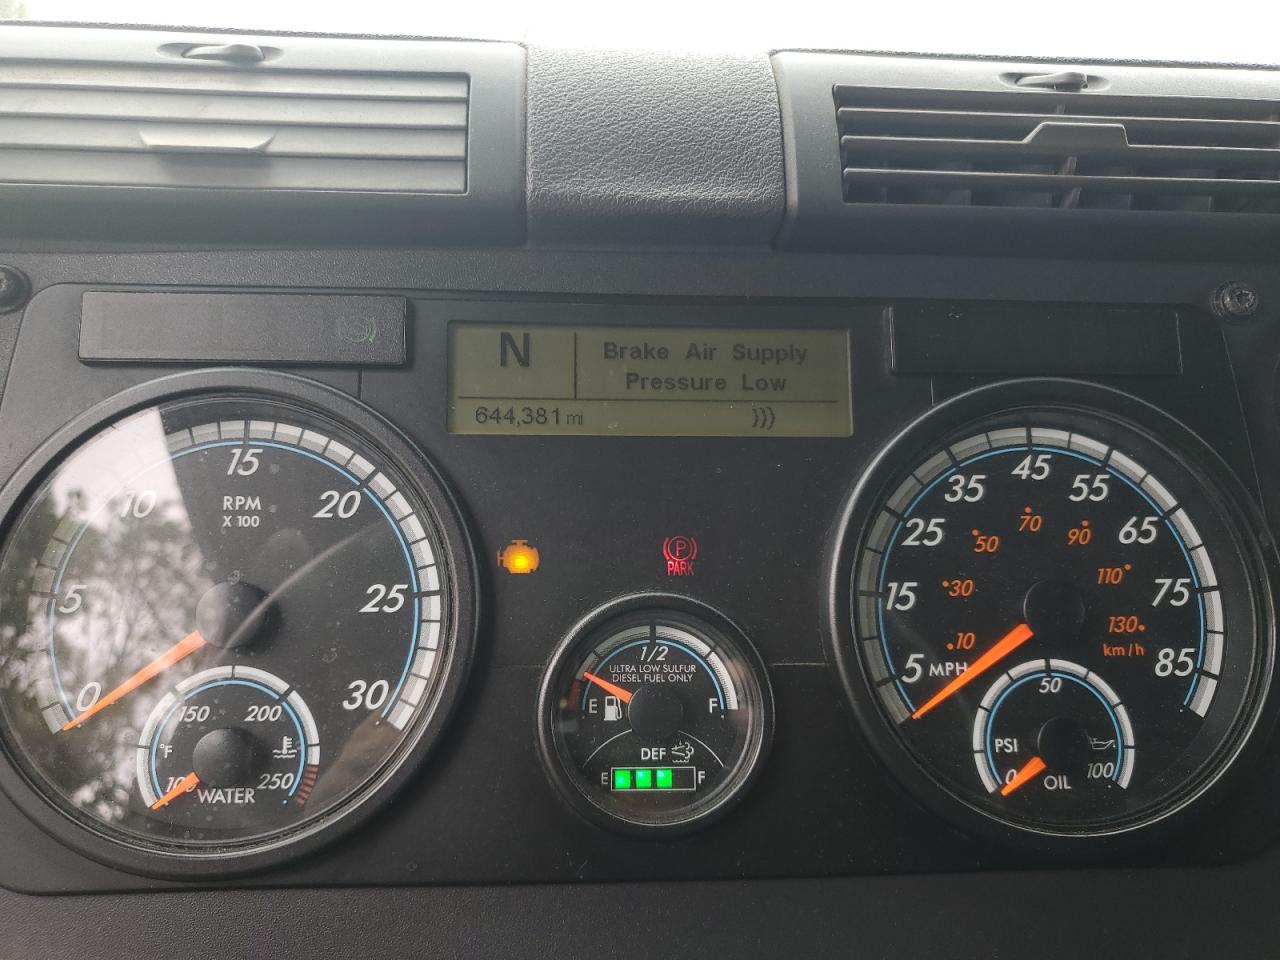 N
Brake Air Supply
Pressure Low
644,381 mi
)))
0
5
10
15
20
25
30
RPM
X 100
100
150
200
250
°F
WATER
PARK
P
1/2
ULTRA LOW SULFUR
DIESEL FUEL ONLY
E
F
DEF
E
F
5
15
25
35
45
55
65
75
85
MPH
10
30
50
70
90
110
130
km/h
0
50
100
PSI
OIL